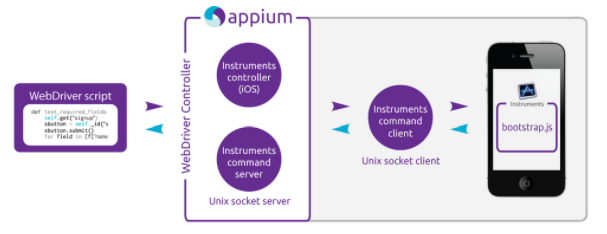 appium
WebDriver script
def test_required_fields
self.get("signup")
sbutton = self._id("s
sbutton.submit()
for field in [f["name
WebDriver Controller
Instruments
controller
(iOS)
Instruments
command
server
Unix socket server
Instruments
command
client
Unix socket client
Instruments
bootstrap.js